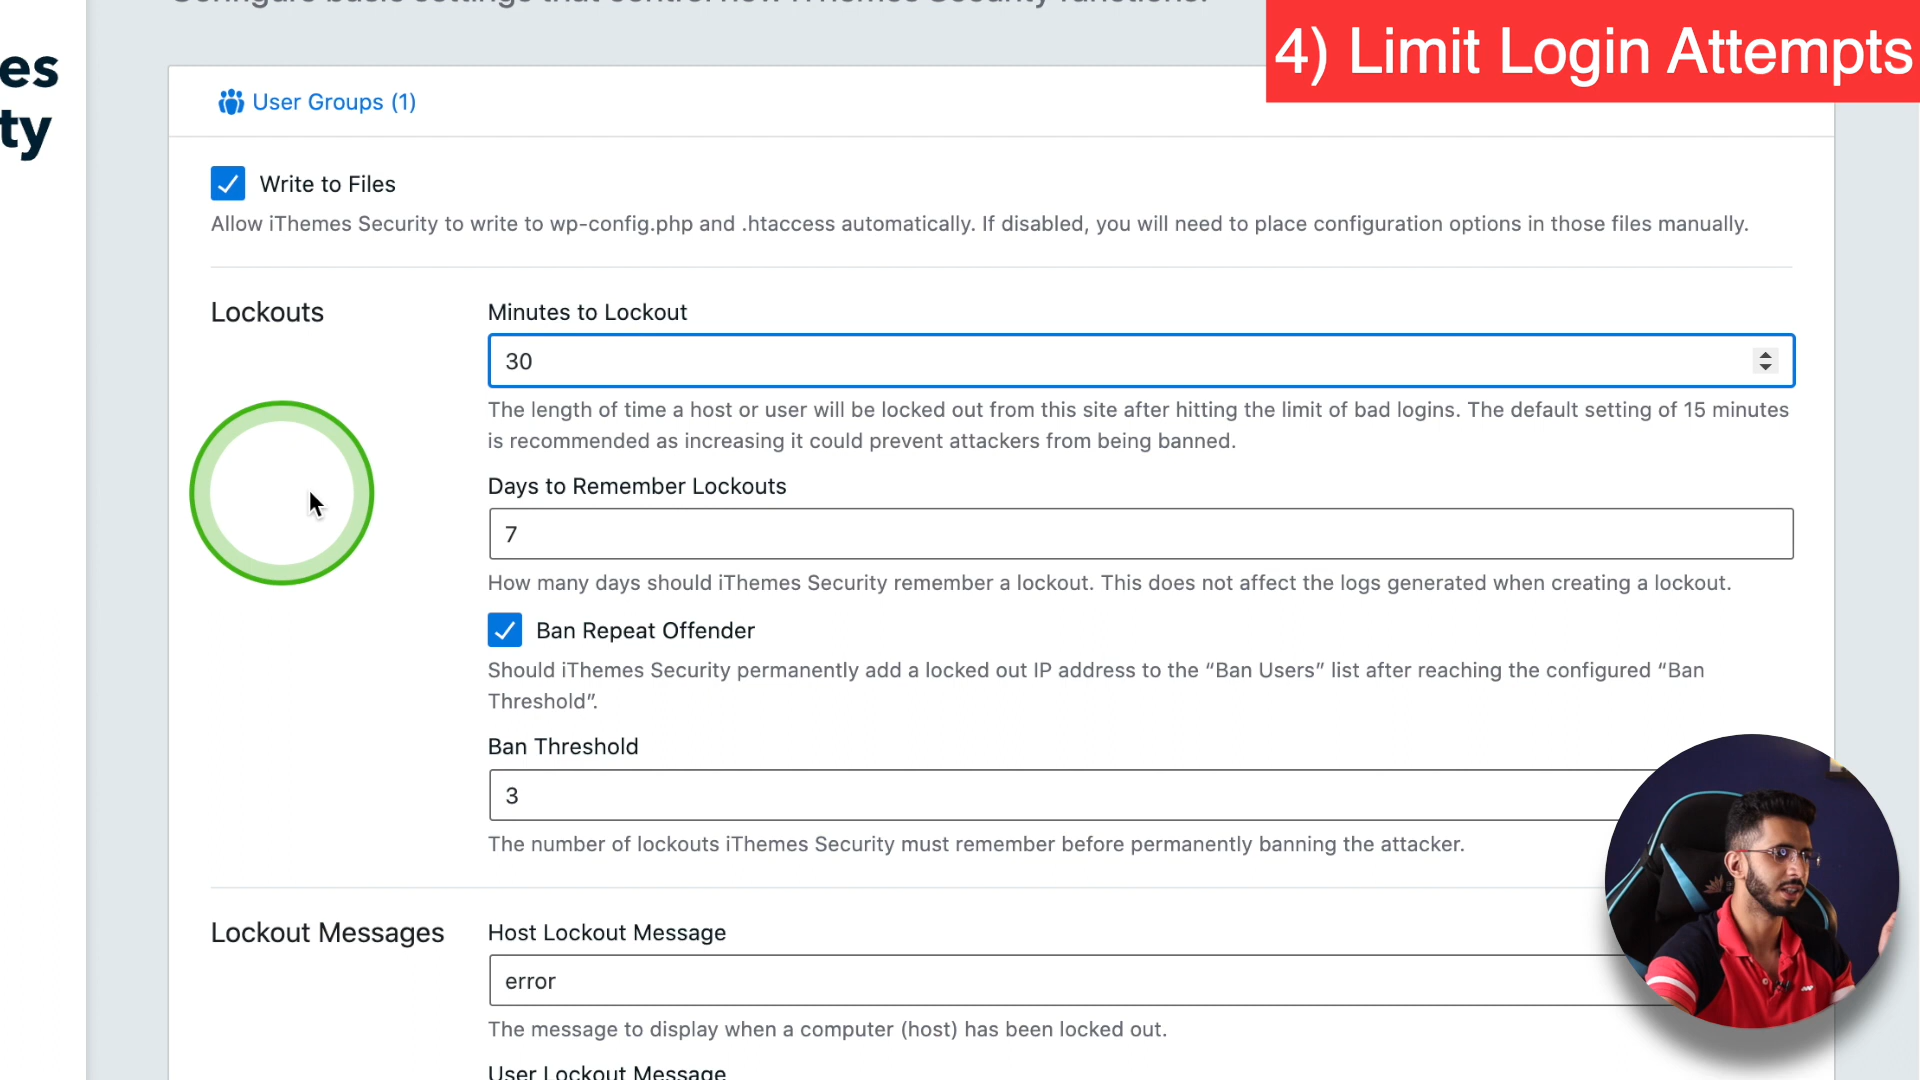 4) Limit Login Attempts
es
ty
User Groups (1)
Write to Files
Allow iThemes Security to write to wp-config.php and .htaccess automatically. If disabled, you will need to place configuration options in those files manually.
Lockouts
Minutes to Lockout
30
The length of time a host or user will be locked out from this site after hitting the limit of bad logins. The default setting of 15 minutes
is recommended as increasing it could prevent attackers from being banned.
Days to Remember Lockouts
7
How many days should iThemes Security remember a lockout. This does not affect the logs generated when creating a lockout.
Ban Repeat Offender
Should iThemes Security permanently add a locked out IP address to the “Ban Users” list after reaching the configured “Ban
Threshold”.
Ban Threshold
3
The number of lockouts iThemes Security must remember before permanently banning the attacker.
Lockout Messages
Host Lockout Message
error
The message to display when a computer (host) has been locked out.
User Lockout Message